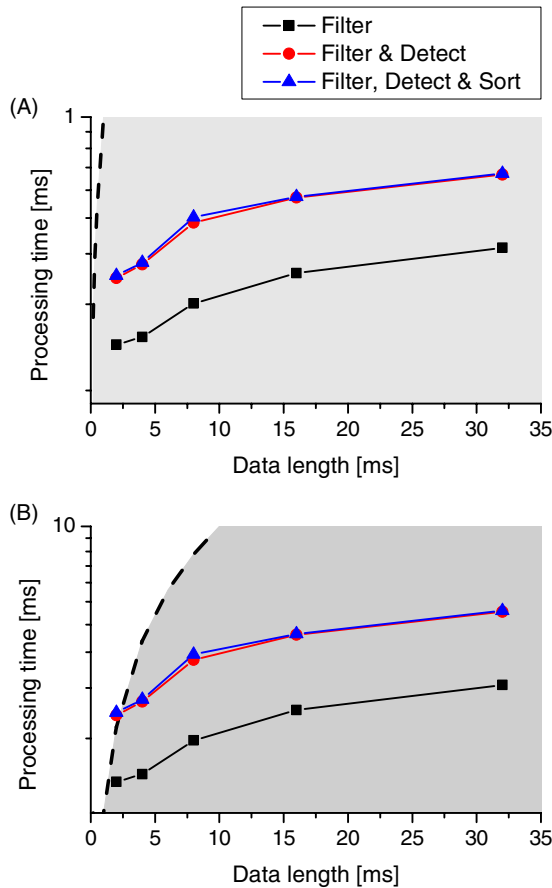 Filter
Filter & Detect
Filter, Detect & Sort
(A)
1
Processing time [ms]
0 5 10 15 20 25 30 35
Data length [ms]
(B)
10
Processing time [ms]
0 5 10 15 20 25 30 35
Data length [ms]